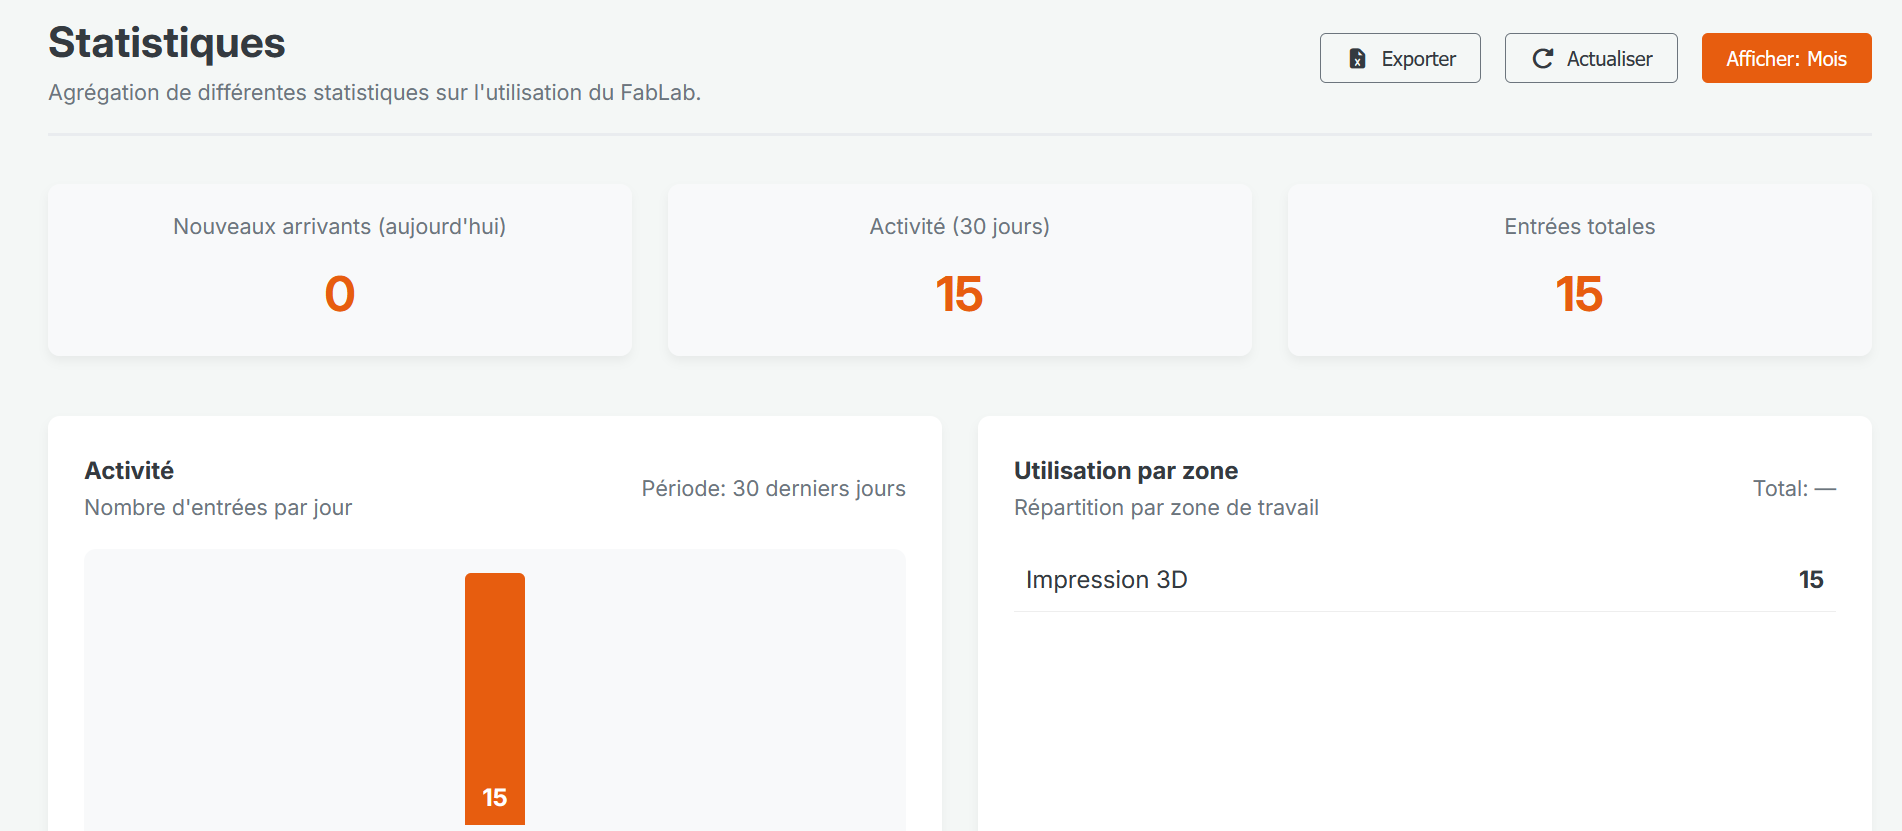 Statistiques
Agrégation de différentes statistiques sur l'utilisation du FabLab.
Exporter
Actualiser
Afficher: Mois
Nouveaux arrivants (aujourd'hui)
0
Activité (30 jours)
15
Entrées totales
15
Activité
Nombre d'entrées par jour
Période: 30 derniers jours
15
Utilisation par zone
Répartition par zone de travail
Total: —
Impression 3D 15